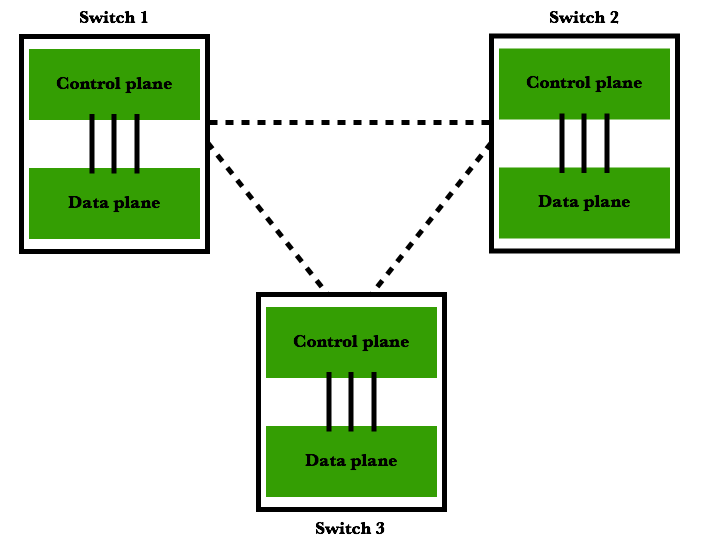 Switch 1
Switch 2
Control plane
Control plane
Data plane
Data plane
Control plane
Data plane
Switch 3